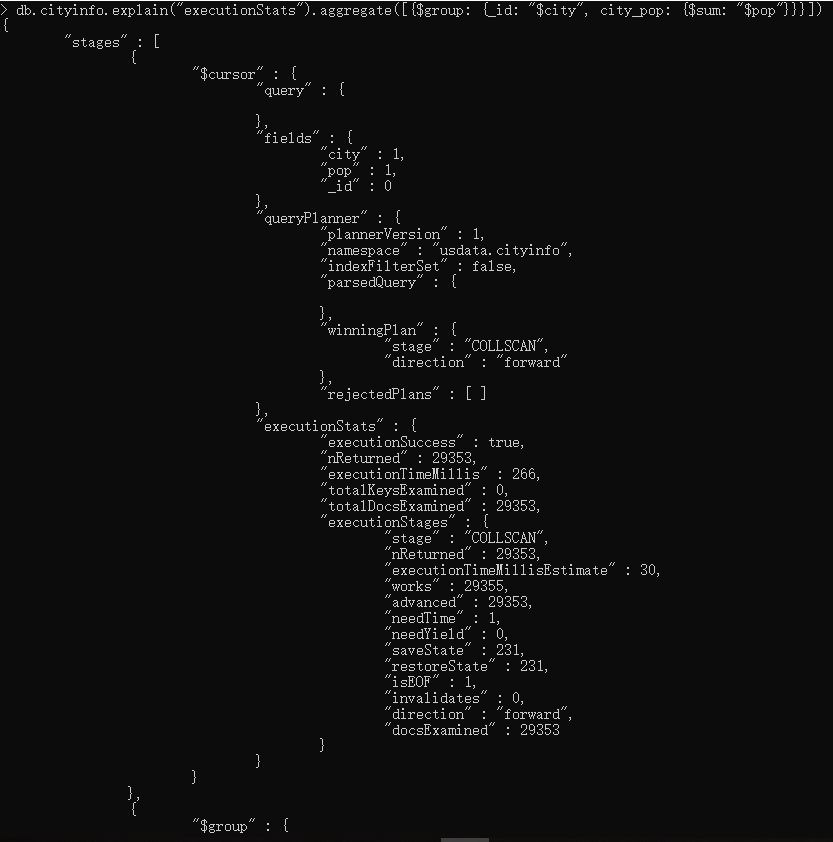 > db.cityinfo.explain("executionStats").aggregate([{$group: {_id: "$city", city_pop: {$sum: "$pop"}}}])
{
"stages" : [
{
"$cursor" : {
"query" : {
},
"fields" : {
"city" : 1,
"pop" : 1,
"_id" : 0
},
"queryPlanner" : {
"plannerVersion" : 1,
"namespace" : "usdata.cityinfo",
"indexFilterSet" : false,
"parsedQuery" : {
},
"winningPlan" : {
"stage" : "COLLSCAN",
"direction" : "forward"
},
"rejectedPlans" : [ ]
},
"executionStats" : {
"executionSuccess" : true,
"nReturned" : 29353,
"executionTimeMillis" : 266,
"totalKeysExamined" : 0,
"totalDocsExamined" : 29353,
"executionStages" : {
"stage" : "COLLSCAN",
"nReturned" : 29353,
"executionTimeMillisEstimate" : 30,
"works" : 29355,
"advanced" : 29353,
"needTime" : 1,
"needYield" : 0,
"saveState" : 231,
"restoreState" : 231,
"isEOF" : 1,
"invalidates" : 0,
"direction" : "forward",
"docsExamined" : 29353
}
}
}
},
{
"$group" : {